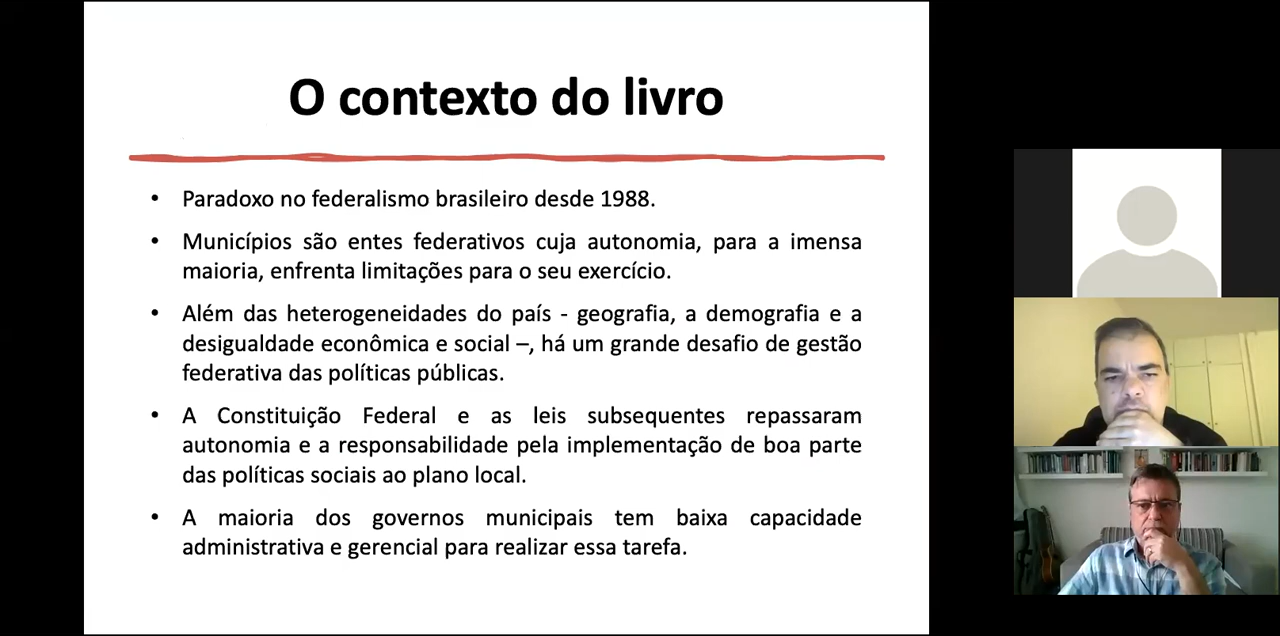 O contexto do livro
• Paradoxo no federalismo brasileiro desde 1988.
• Municípios são entes federativos cuja autonomia, para a imensa
maioria, enfrenta limitações para o seu exercício.
• Além das heterogeneidades do país - geografia, a demografia e a
desigualdade econômica e social –, há um grande desafio de gestão
federativa das políticas públicas.
• A Constituição Federal e as leis subsequentes repassaram
autonomia e a responsabilidade pela implementação de boa parte
das políticas sociais ao plano local.
• A maioria dos governos municipais tem baixa capacidade
administrativa e gerencial para realizar essa tarefa.